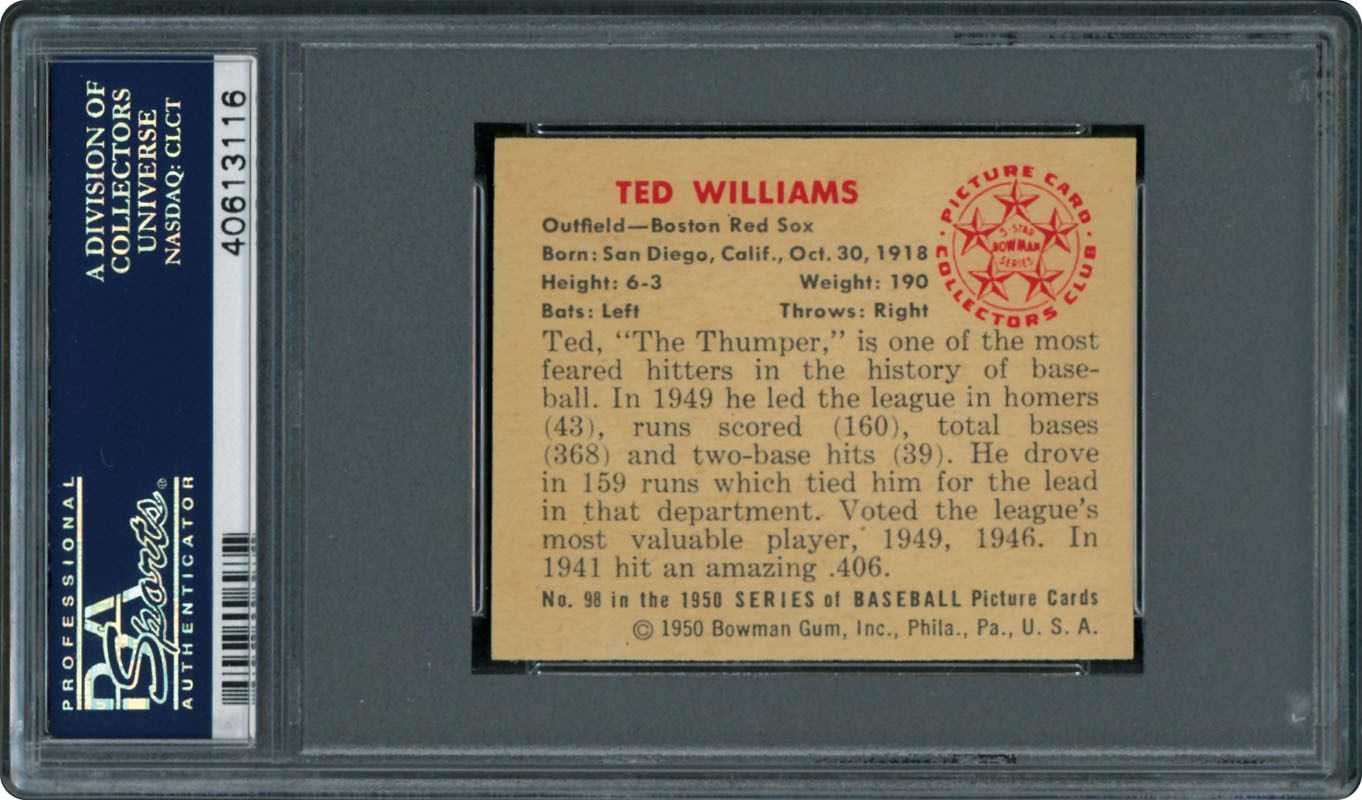 A DIVISION OF
COLLECTORS
UNIVERSE
NASDAQ: CLCT
40613116
PROFESSIONAL
PSA
Sports®
AUTHENTICATOR
TED WILLIAMS
Outfield—Boston Red Sox
Born: San Diego, Calif., Oct. 30, 1918
Height: 6-3 Weight: 190
Bats: Left Throws: Right
PICTURE CARD
COLLECTORS CLUB
5-STAR
BOWMAN
SERIES
Ted, “The Thumper,” is one of the most
feared hitters in the history of base-
ball. In 1949 he led the league in homers
(43), runs scored (160), total bases
(368) and two-base hits (39). He drove
in 159 runs which tied him for the lead
in that department. Voted the league’s
most valuable player, 1949, 1946. In
1941 hit an amazing .406.
No. 98 in the 1950 SERIES of BASEBALL Picture Cards
© 1950 Bowman Gum, Inc., Phila., Pa., U. S. A.